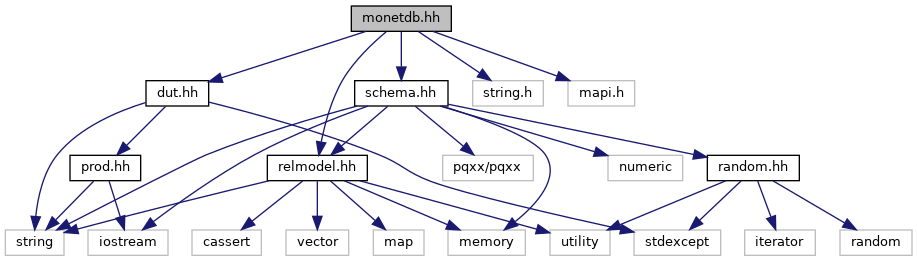 monetdb.hh
dut.hh
schema.hh
string.h
mapi.h
prod.hh
relmodel.hh
pqxx/pqxx
numeric
random.hh
string
iostream
cassert
vector
map
memory
utility
stdexcept
iterator
random